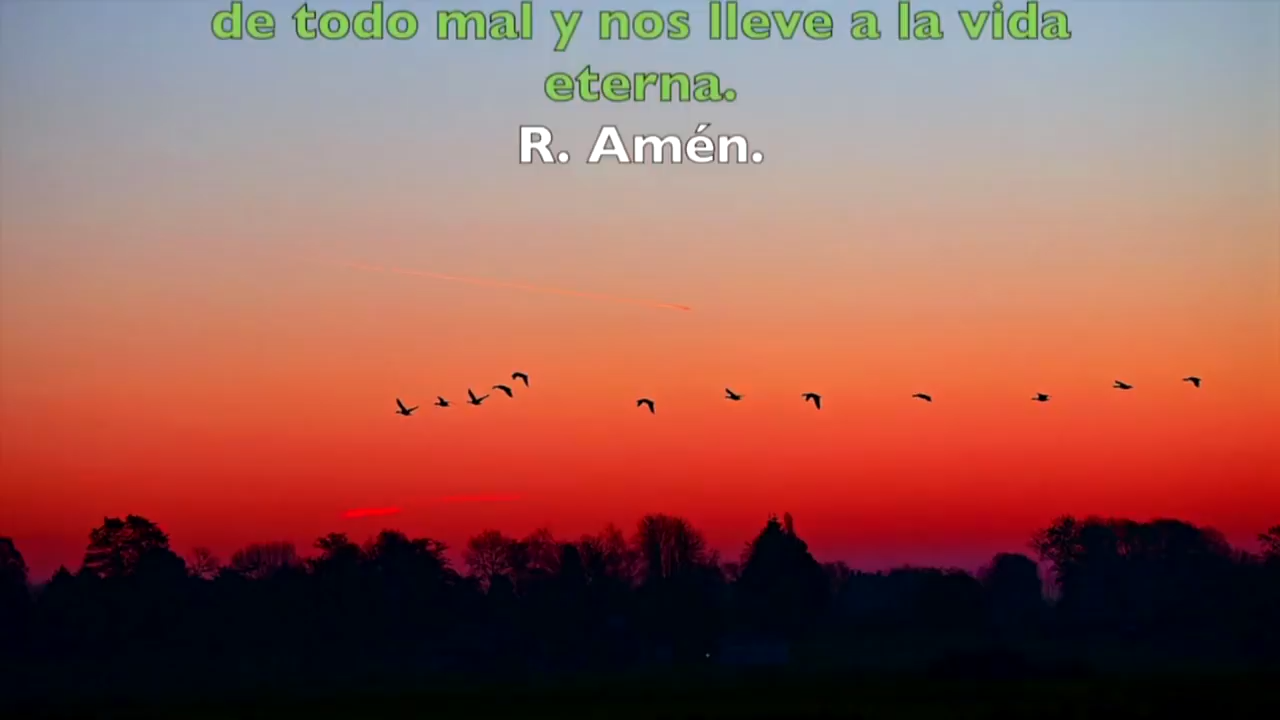 de todo mal y nos lleve a la vida
eterna.
R. Amén.